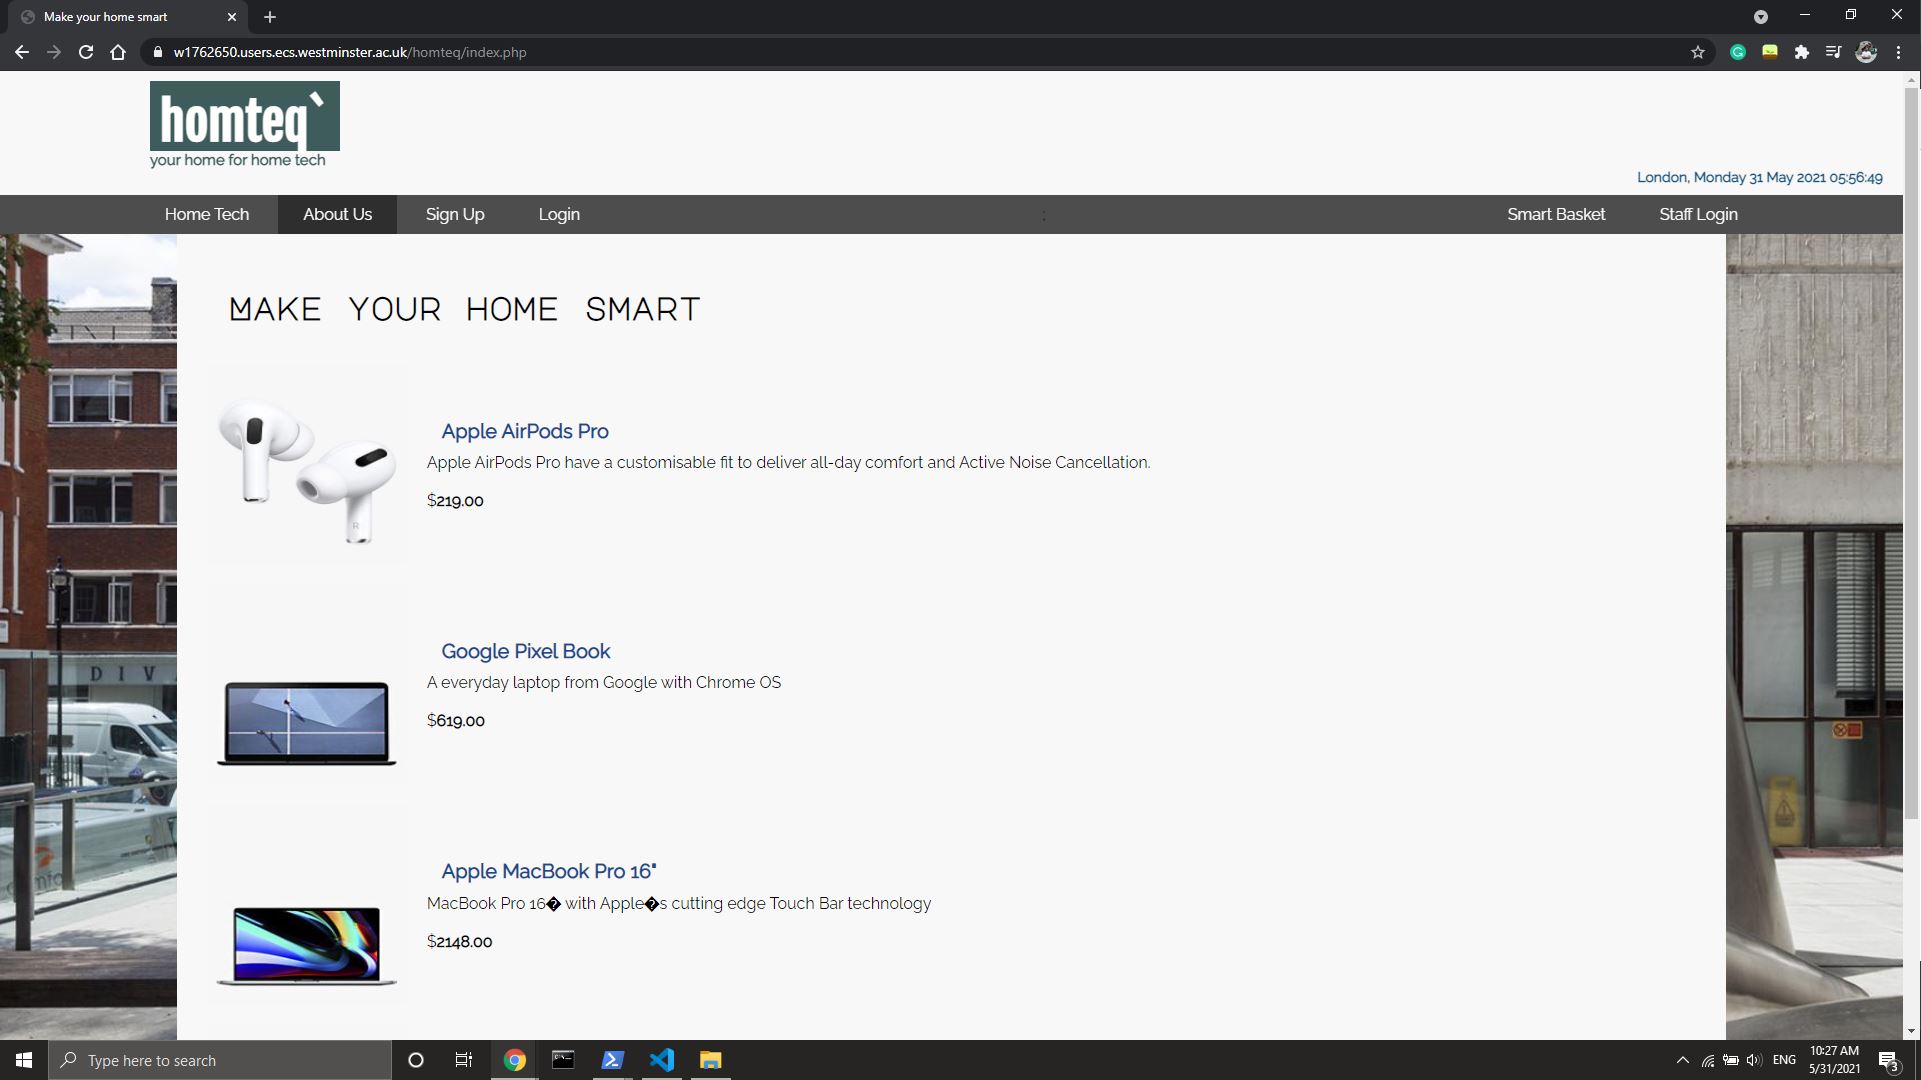 Make your home smart
w1762650.users.ecs.westminster.ac.uk/homteq/index.php
homteq`
your home for home tech
London, Monday 31 May 2021 05:56:49
Home Tech About Us Sign Up Login : Smart Basket Staff Login
MAKE YOUR HOME SMART
Apple AirPods Pro
Apple AirPods Pro have a customisable fit to deliver all-day comfort and Active Noise Cancellation.
$219.00
R
Google Pixel Book
A everyday laptop from Google with Chrome OS
$619.00
DIV
Apple MacBook Pro 16"
MacBook Pro 16� with Apple�s cutting edge Touch Bar technology
$2148.00
Type here to search
ENG
10:27 AM
5/31/2021
3